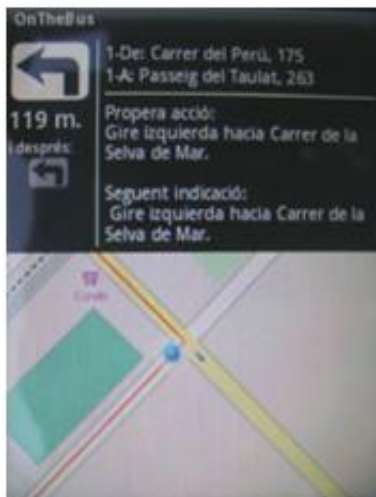 OnTheBus
1-De: Carrer del Perú, 175
1-A: Passeig del Taulat, 263
119 m.
i després:
Propera acció:
Gire izquierda hacia Carrer de la
Selva de Mar.
Seguent indicació:
Gire izquierda hacia Carrer de la
Selva de Mar.